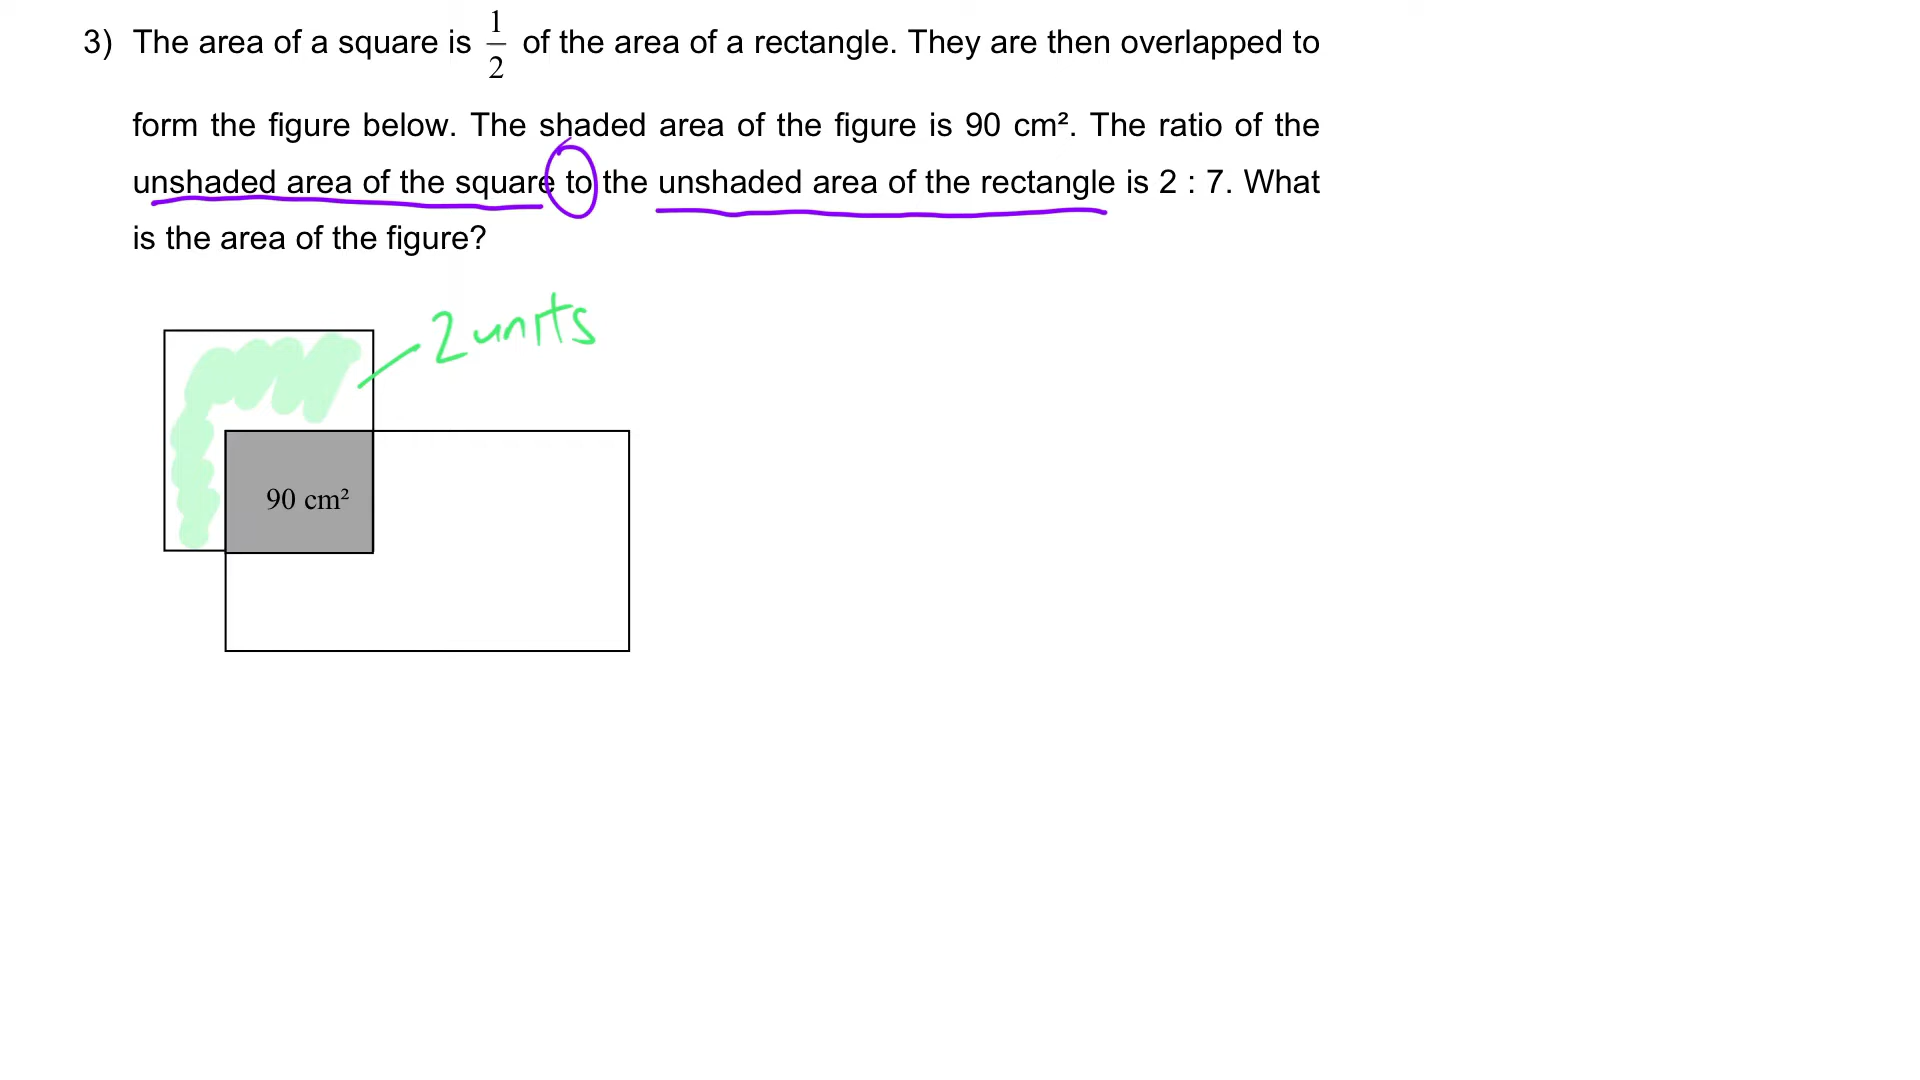 3) The area of a square is 1/2 of the area of a rectangle. They are then overlapped to
form the figure below. The shaded area of the figure is 90 cm². The ratio of the
unshaded area of the square to the unshaded area of the rectangle is 2 : 7. What
is the area of the figure?
2 units
90 cm²